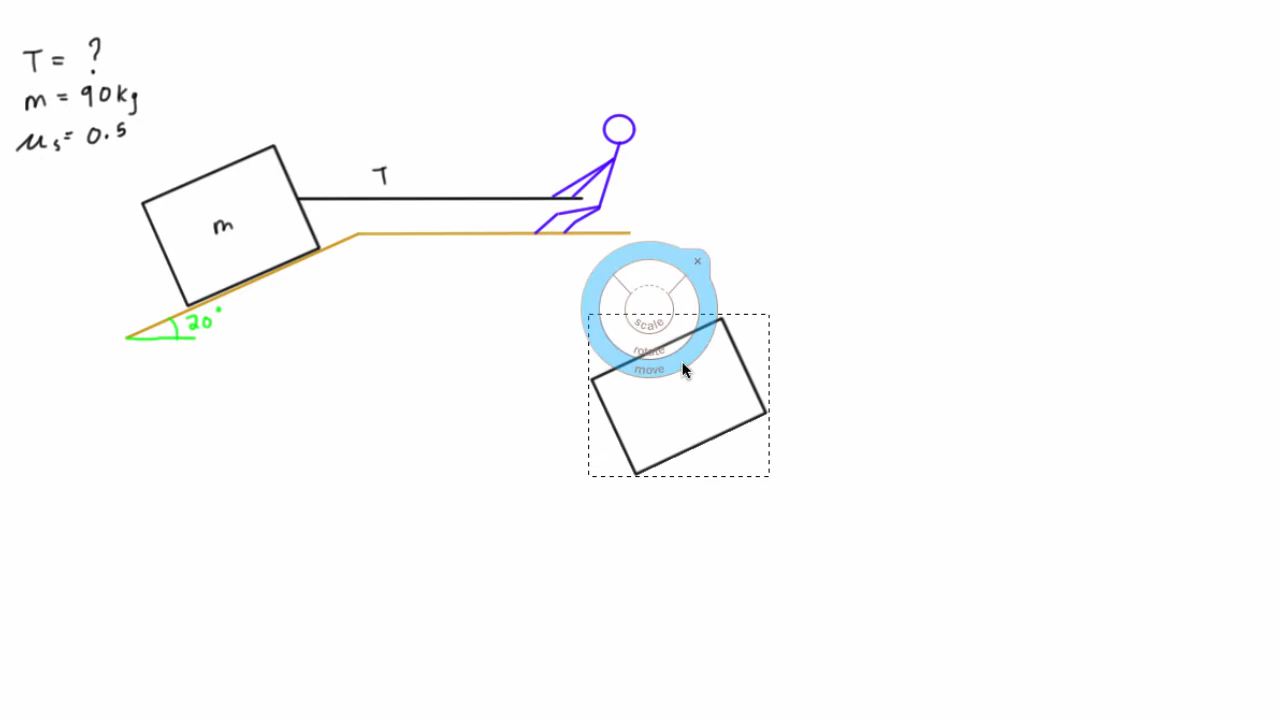 T = ?
m = 90kg
μs = 0.5
T
m
20°
×
scale
rotate
move